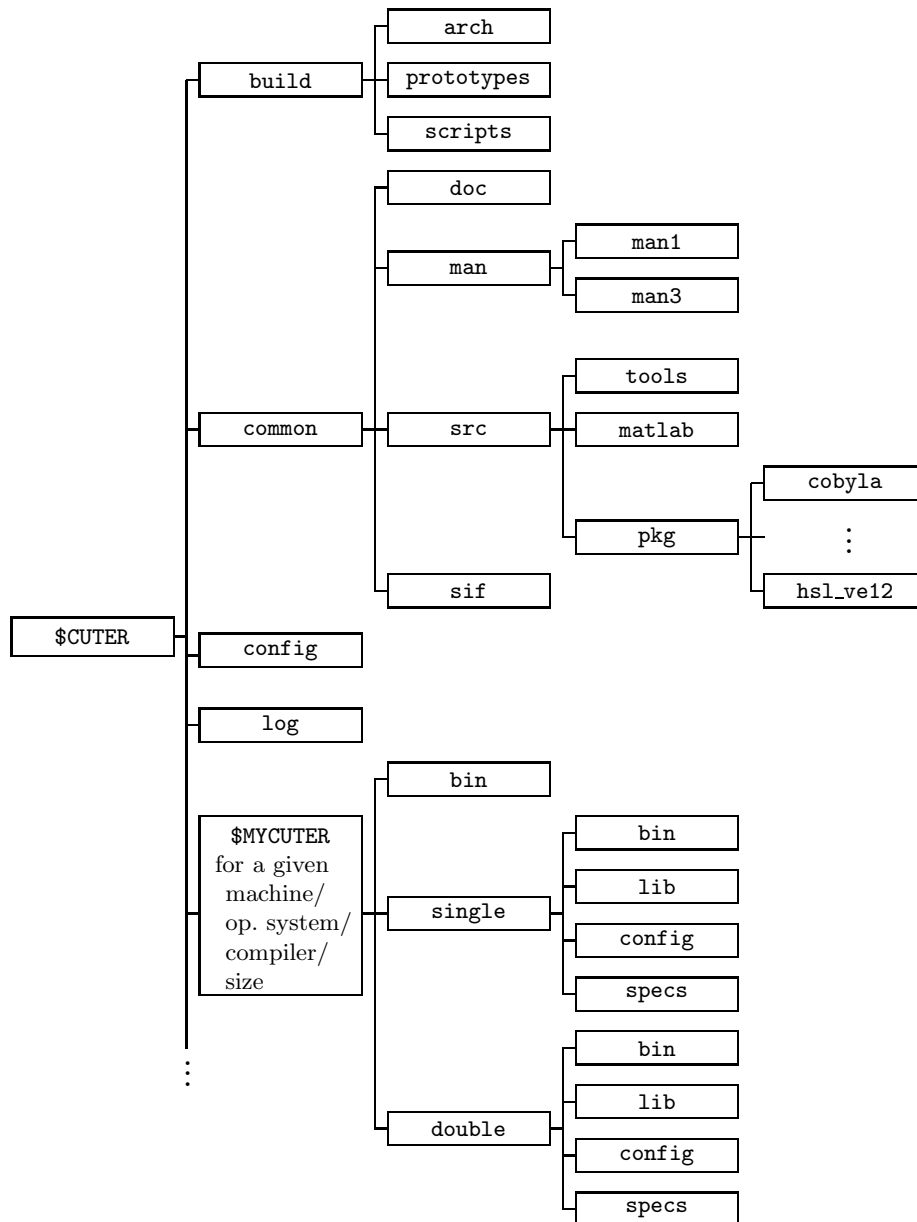 arch
build
prototypes
scripts
doc
man1
man
man3
tools
common
src
matlab
cobyla
pkg
⋮
sif
hsl_ve12
$CUTER
config
log
bin
$MYCUTER
for a given
machine/
op. system/
compiler/
size
bin
lib
single
config
specs
bin
⋮
lib
double
config
specs